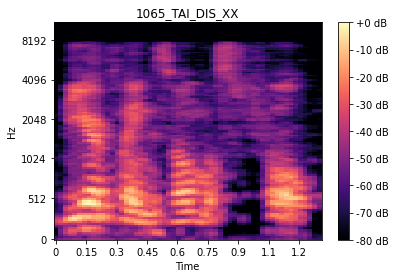 1065_TAI_DIS_XX
8192
4096
2048
1024
512
0
Hz
0 0.15 0.3 0.45 0.6 0.75 0.9 1.1 1.2
Time
+0 dB
-10 dB
-20 dB
-30 dB
-40 dB
-50 dB
-60 dB
-70 dB
-80 dB